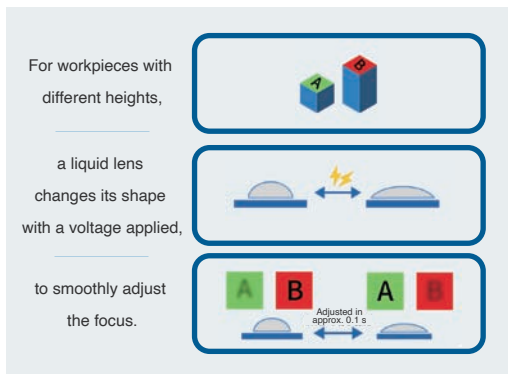 For workpieces with
different heights,
A
B
a liquid lens
changes its shape
with a voltage applied,
to smoothly adjust
the focus.
A
B
A
B
Adjusted in
approx. 0.1 s